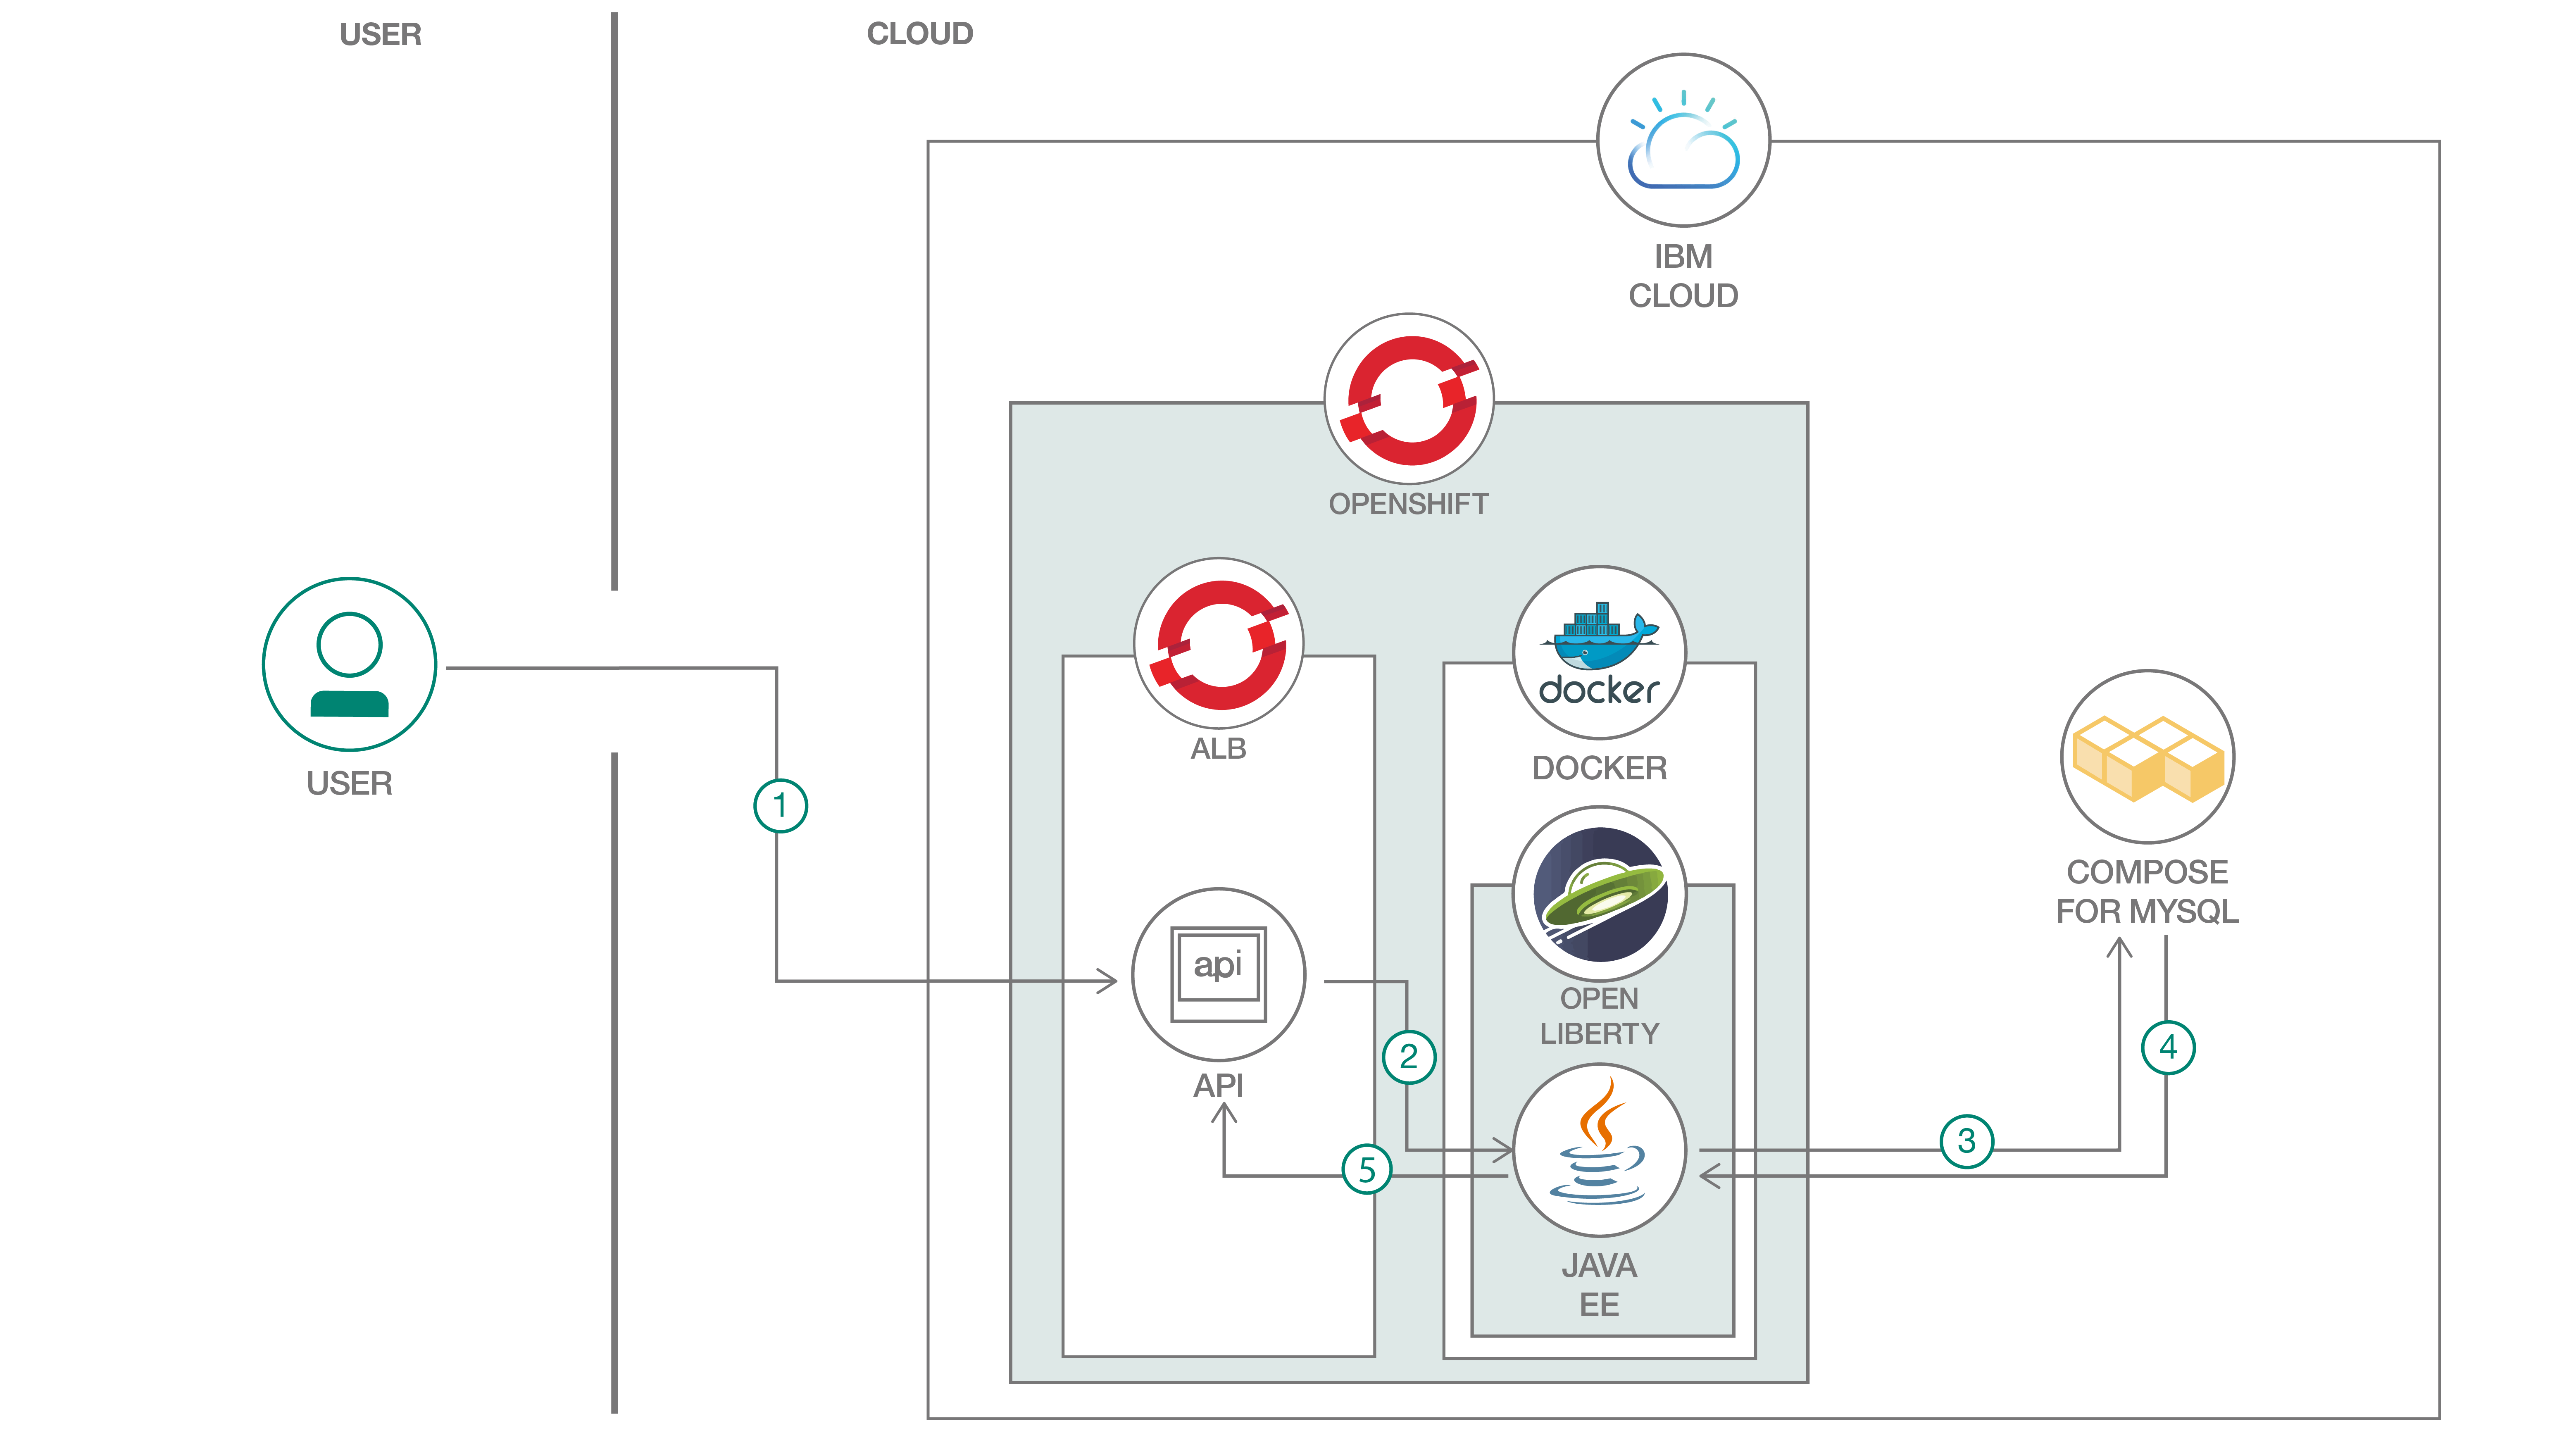 USER
CLOUD
IBM
CLOUD
OPENSHIFT
docker
ALB
DOCKER
USER
1
COMPOSE
FOR MYSQL
api
OPEN
LIBERTY
2
4
API
3
5
JAVA
EE